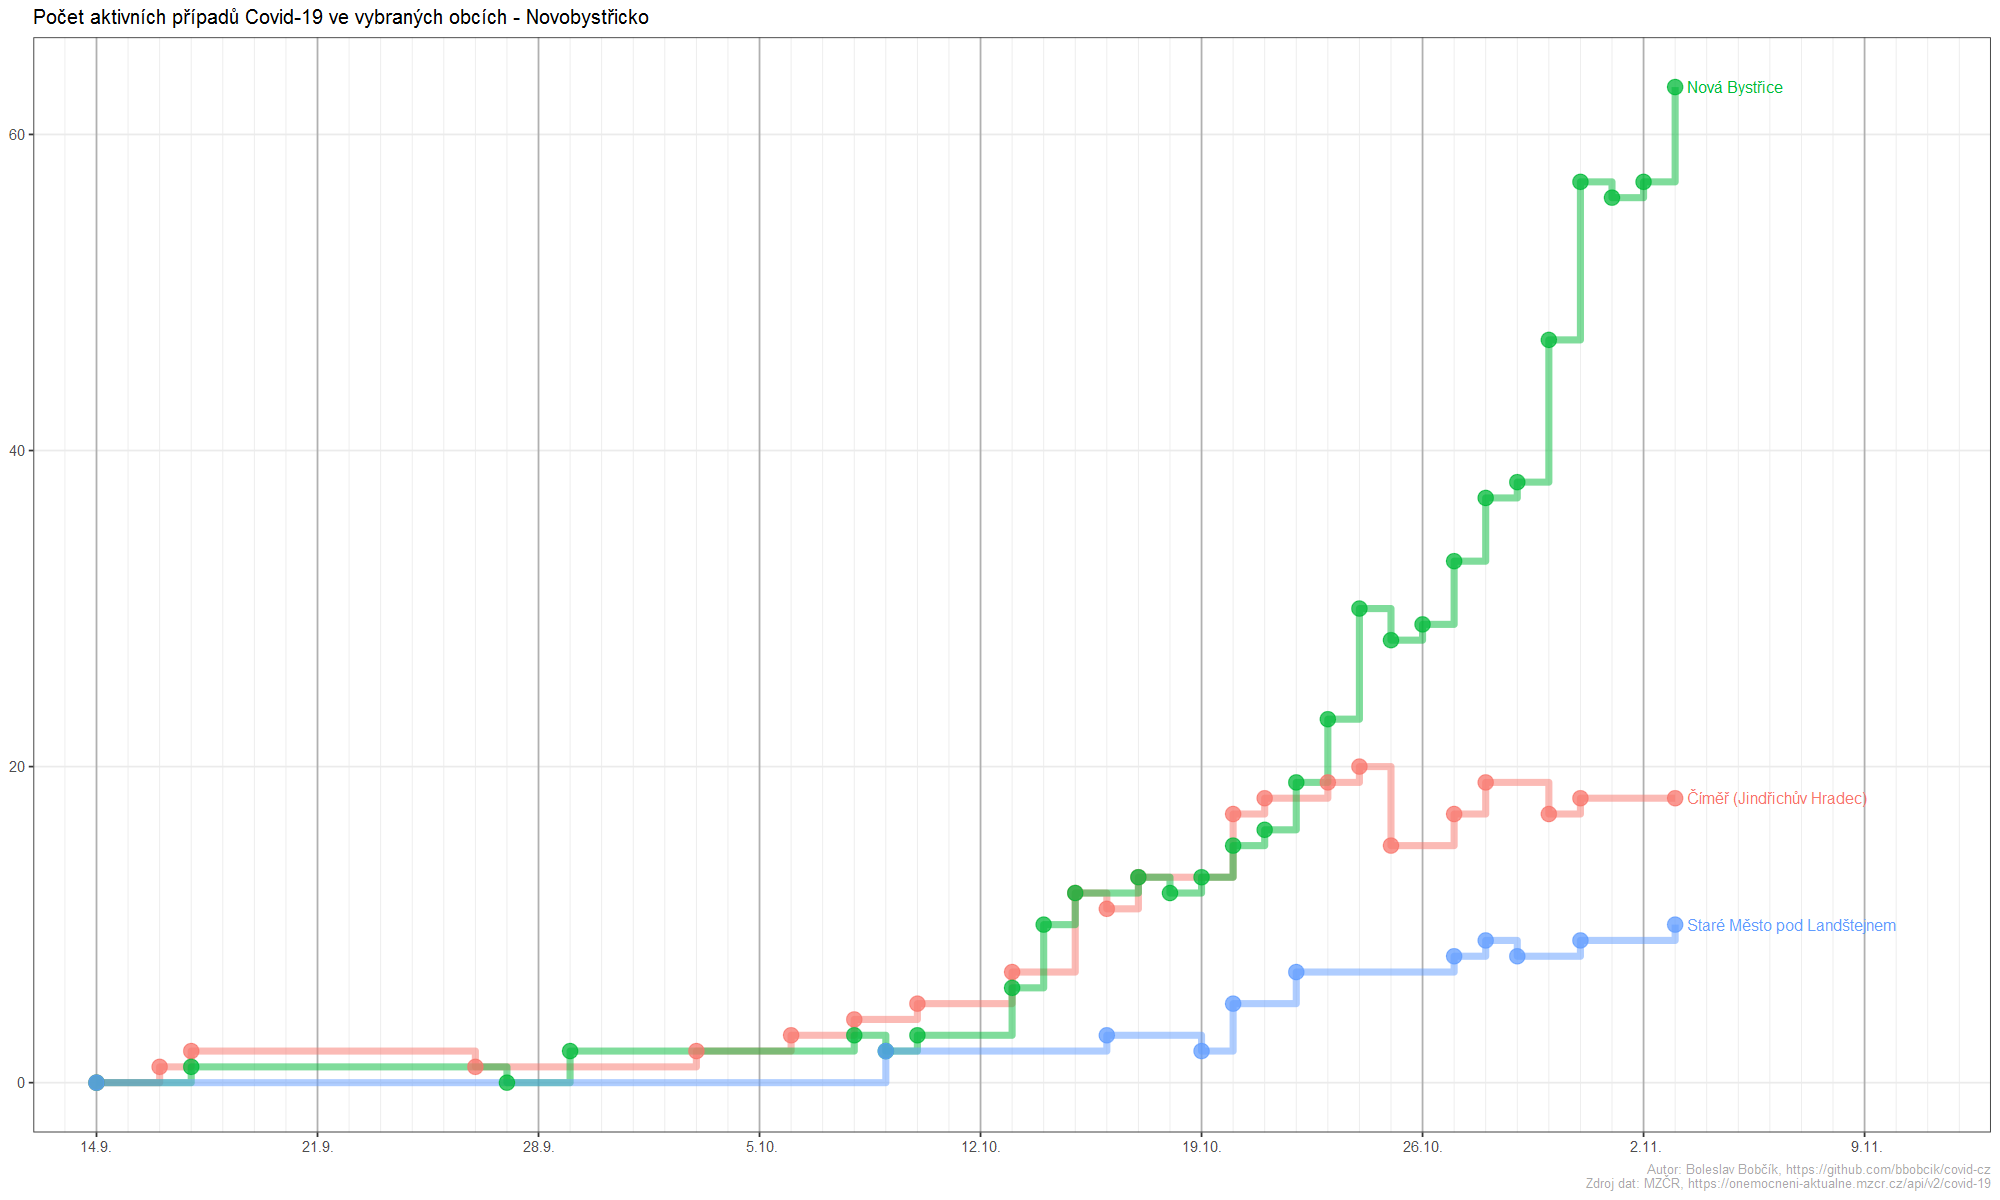 Počet aktivních případů Covid-19 ve vybraných obcích - Novobystřicko
Nová Bystřice
60
40
20
Číměř (Jindřichův Hradec)
Staré Město pod Landštejnem
0
14.9. 21.9. 28.9. 5.10. 12.10. 19.10. 26.10. 2.11. 9.11.
Autor: Boleslav Bobčík, https://github.com/bbobcik/covid-cz
Zdroj dat: MZČR, https://onemocneni-aktualne.mzcr.cz/api/v2/covid-19